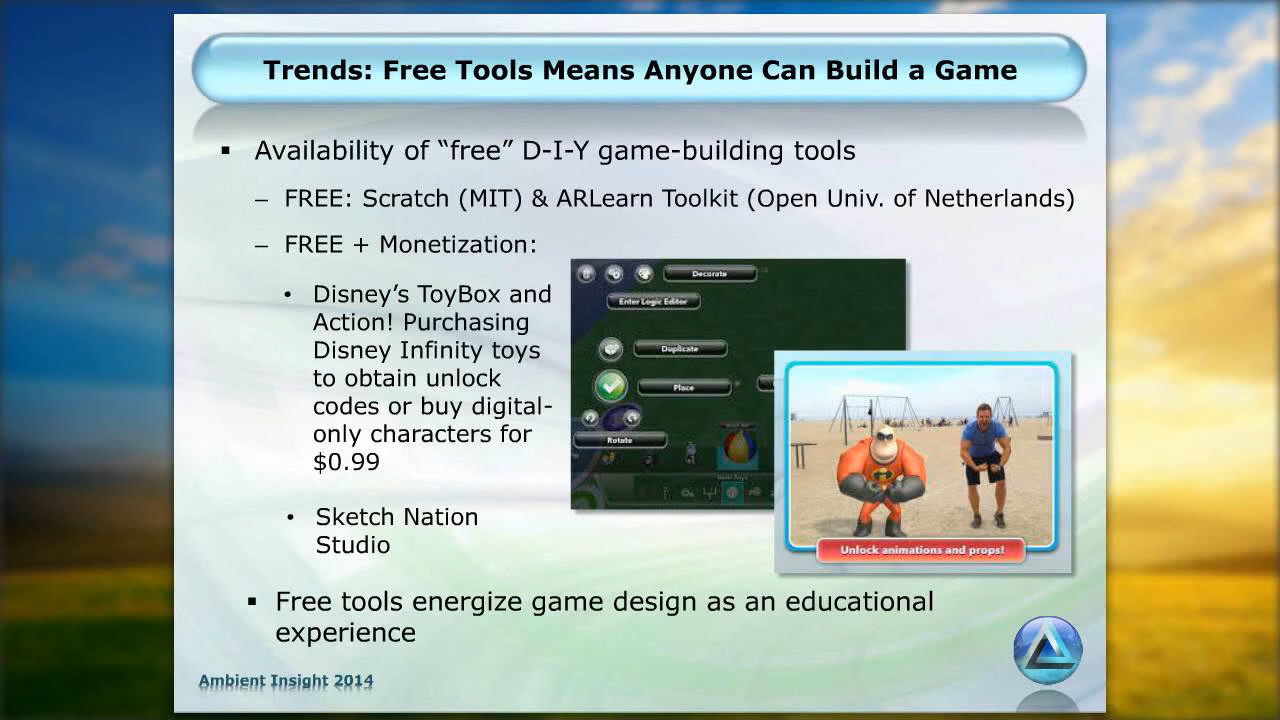 Trends: Free Tools Means Anyone Can Build a Game
▪ Availability of “free” D-I-Y game-building tools
– FREE: Scratch (MIT) & ARLearn Toolkit (Open Univ. of Netherlands)
– FREE + Monetization:
• Disney’s ToyBox and
Action! Purchasing
Disney Infinity toys
to obtain unlock
codes or buy digital-
only characters for
$0.99
• Sketch Nation
Studio
Decorate
Enter Logic Editor
Duplicate
Place
Rotate
Unlock animations and props!
▪ Free tools energize game design as an educational
experience
Ambient Insight 2014